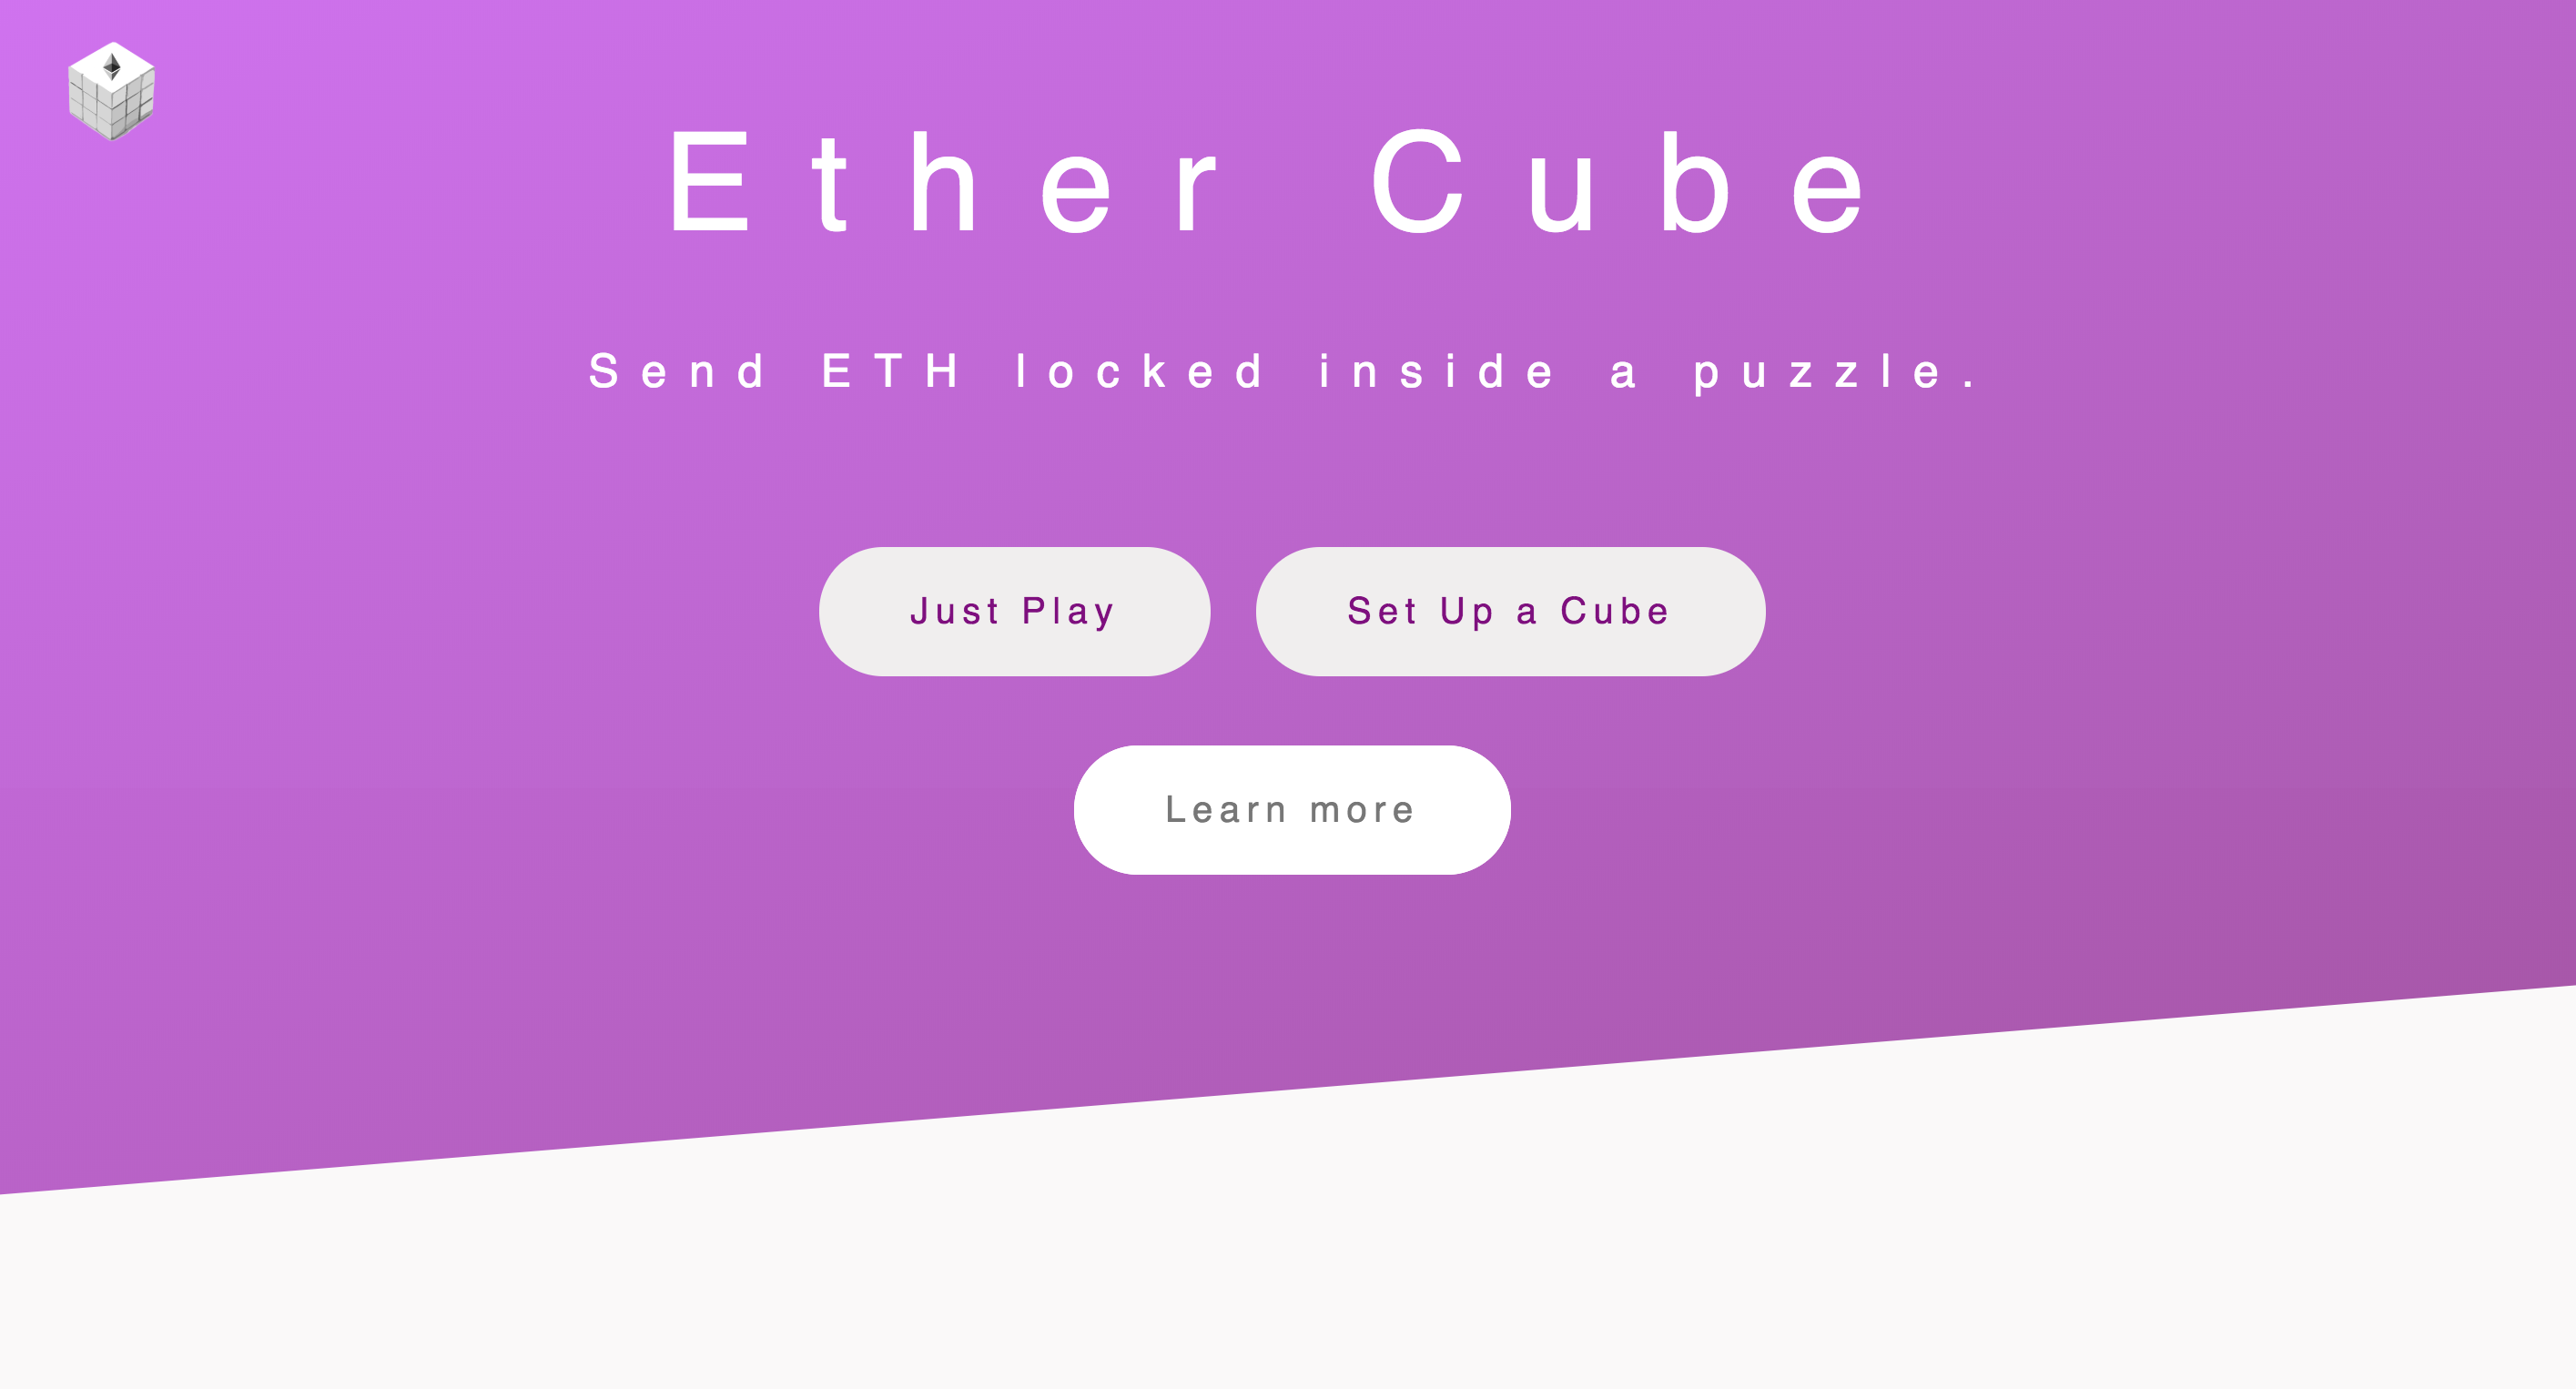 Ether Cube
Send ETH locked inside a puzzle.
Just Play
Set Up a Cube
Learn more